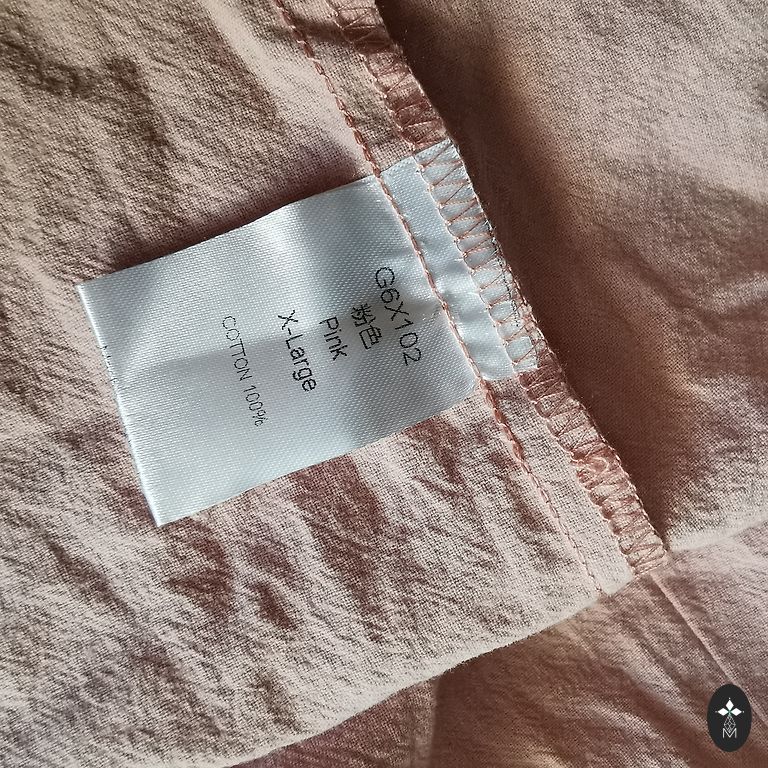 G6X102
粉色
Pink
X-Large
COTTON 100%
M